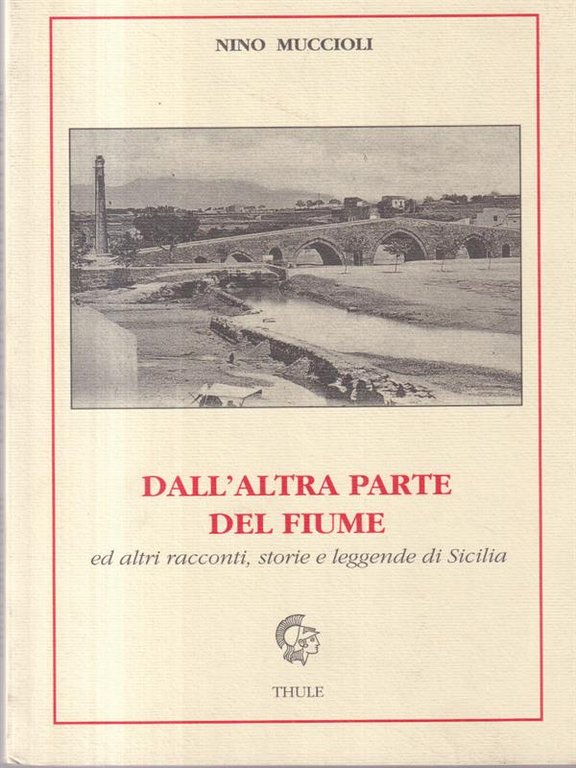 NINO MUCCIOLI
DALL'ALTRA PARTE
DEL FIUME
ed altri racconti, storie e leggende di Sicilia
THULE